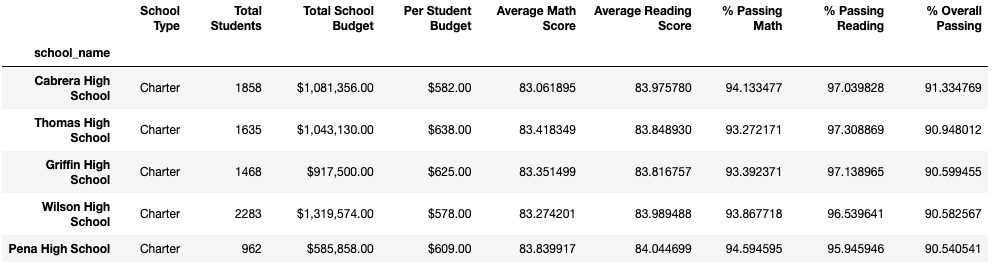 School Type Total Students Total School Budget Per Student Budget Average Math Score Average Reading Score % Passing Math % Passing Reading % Overall Passing
school_name
Cabrera High School Charter 1858 $1,081,356.00 $582.00 83.061895 83.975780 94.133477 97.039828 91.334769
Thomas High School Charter 1635 $1,043,130.00 $638.00 83.418349 83.848930 93.272171 97.308869 90.948012
Griffin High School Charter 1468 $917,500.00 $625.00 83.351499 83.816757 93.392371 97.138965 90.599455
Wilson High School Charter 2283 $1,319,574.00 $578.00 83.274201 83.989488 93.867718 96.539641 90.582567
Pena High School Charter 962 $585,858.00 $609.00 83.839917 84.044699 94.594595 95.945946 90.540541